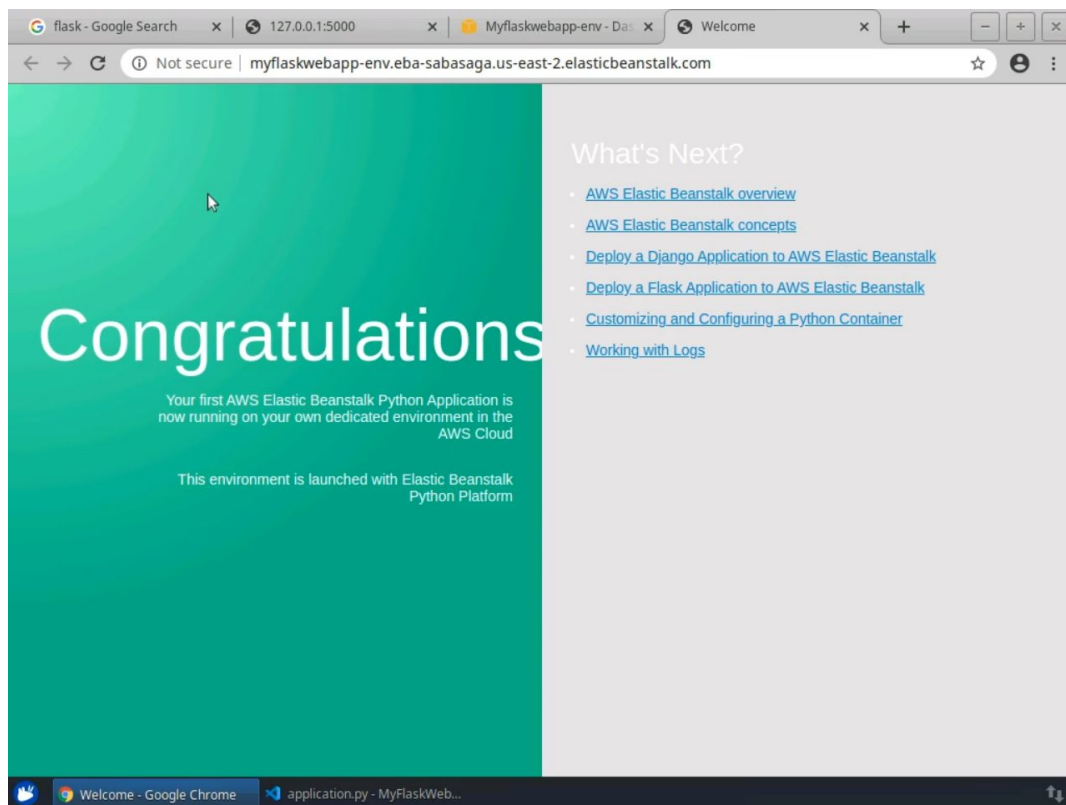 flask - Google Search
127.0.0.1:5000
Myflaskwebapp-env - Das
Welcome
Not secure
myflaskwebapp-env.eba-sabasaga.us-east-2.elasticbeanstalk.com
Congratulations
Your first AWS Elastic Beanstalk Python Application is
now running on your own dedicated environment in the
AWS Cloud
This environment is launched with Elastic Beanstalk
Python Platform
What's Next?
AWS Elastic Beanstalk overview
AWS Elastic Beanstalk concepts
Deploy a Django Application to AWS Elastic Beanstalk
Deploy a Flask Application to AWS Elastic Beanstalk
Customizing and Configuring a Python Container
Working with Logs
Welcome - Google Chrome
application.py - MyFlaskWeb...